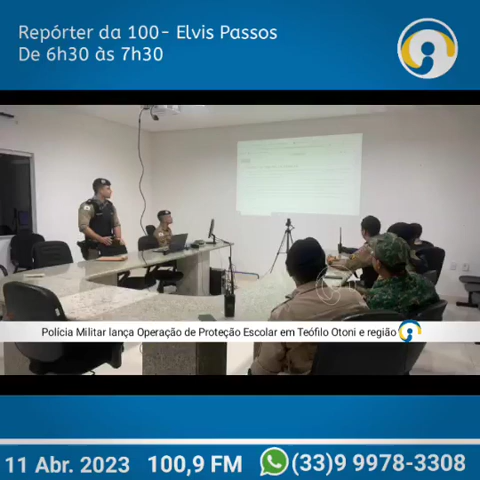 Repórter da 100- Elvis Passos
De 6h30 às 7h30
Polícia Militar lança Operação de Proteção Escolar em Teófilo Otoni e região
11 Abr. 2023 100,9 FM (33)9 9978-3308